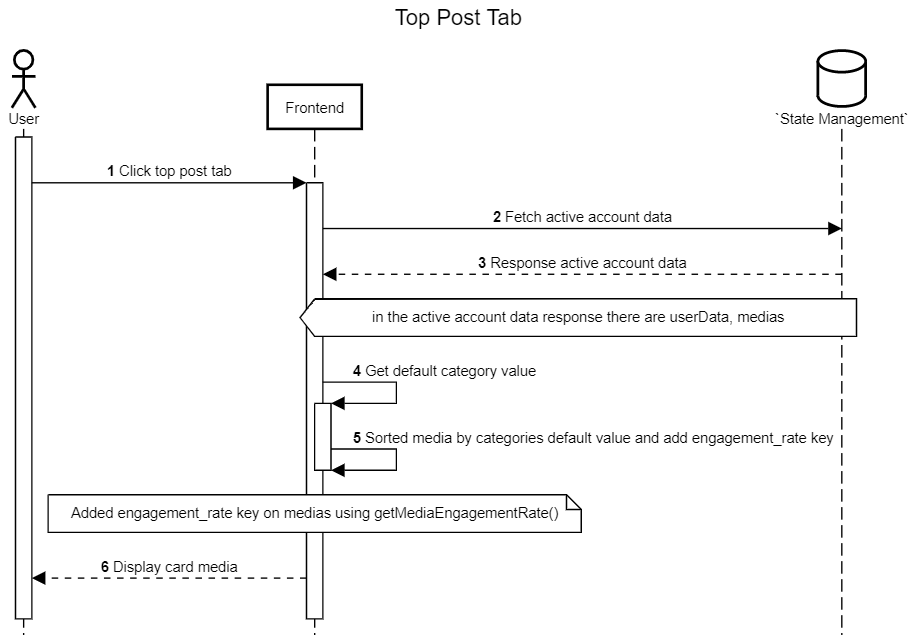 Top Post Tab
User
Frontend
`State Management`
1 Click top post tab
2 Fetch active account data
3 Response active account data
in the active account data response there are userData, medias
4 Get default category value
5 Sorted media by categories default value and add engagement_rate key
Added engagement_rate key on medias using getMediaEngagementRate()
6 Display card media